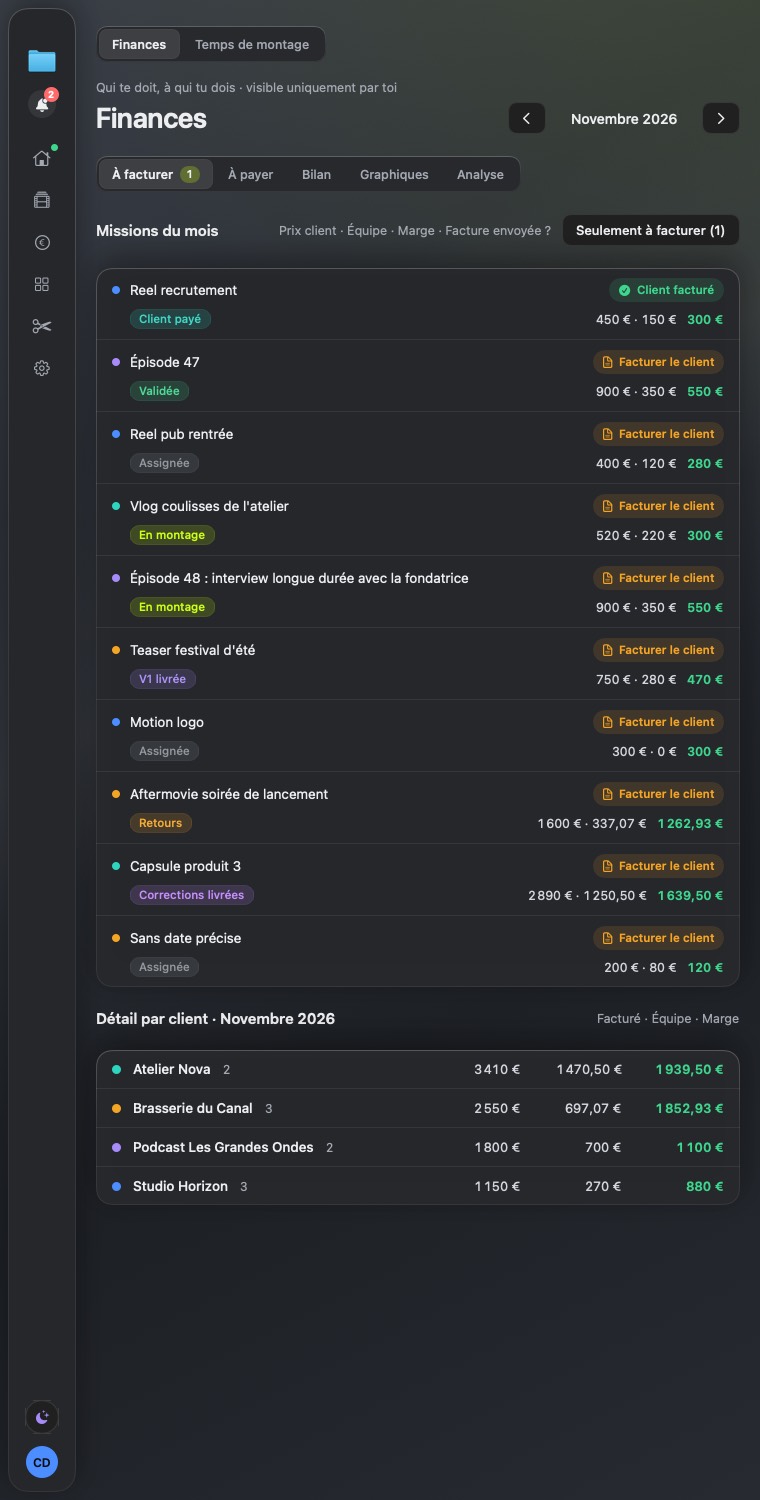 Finances Temps de montage
2
Qui te doit, à qui tu dois · visible uniquement par toi
Finances
Novembre 2026
À facturer 1 À payer Bilan Graphiques Analyse
Missions du mois Prix client · Équipe · Marge · Facture envoyée ? Seulement à facturer (1)
Reel recrutement Client facturé
Client payé 450 € · 150 € 300 €
Épisode 47 Facturer le client
Validée 900 € · 350 € 550 €
Reel pub rentrée Facturer le client
Assignée 400 € · 120 € 280 €
Vlog coulisses de l'atelier Facturer le client
En montage 520 € · 220 € 300 €
Épisode 48 : interview longue durée avec la fondatrice Facturer le client
En montage 900 € · 350 € 550 €
Teaser festival d'été Facturer le client
V1 livrée 750 € · 280 € 470 €
Motion logo Facturer le client
Assignée 300 € · 0 € 300 €
Aftermovie soirée de lancement Facturer le client
Retours 1 600 € · 337,07 € 1 262,93 €
Capsule produit 3 Facturer le client
Corrections livrées 2 890 € · 1 250,50 € 1 639,50 €
Sans date précise Facturer le client
Assignée 200 € · 80 € 120 €
Détail par client · Novembre 2026 Facturé · Équipe · Marge
Atelier Nova 2 3 410 € 1 470,50 € 1 939,50 €
Brasserie du Canal 3 2 550 € 697,07 € 1 852,93 €
Podcast Les Grandes Ondes 2 1 800 € 700 € 1 100 €
Studio Horizon 3 1 150 € 270 € 880 €
CD